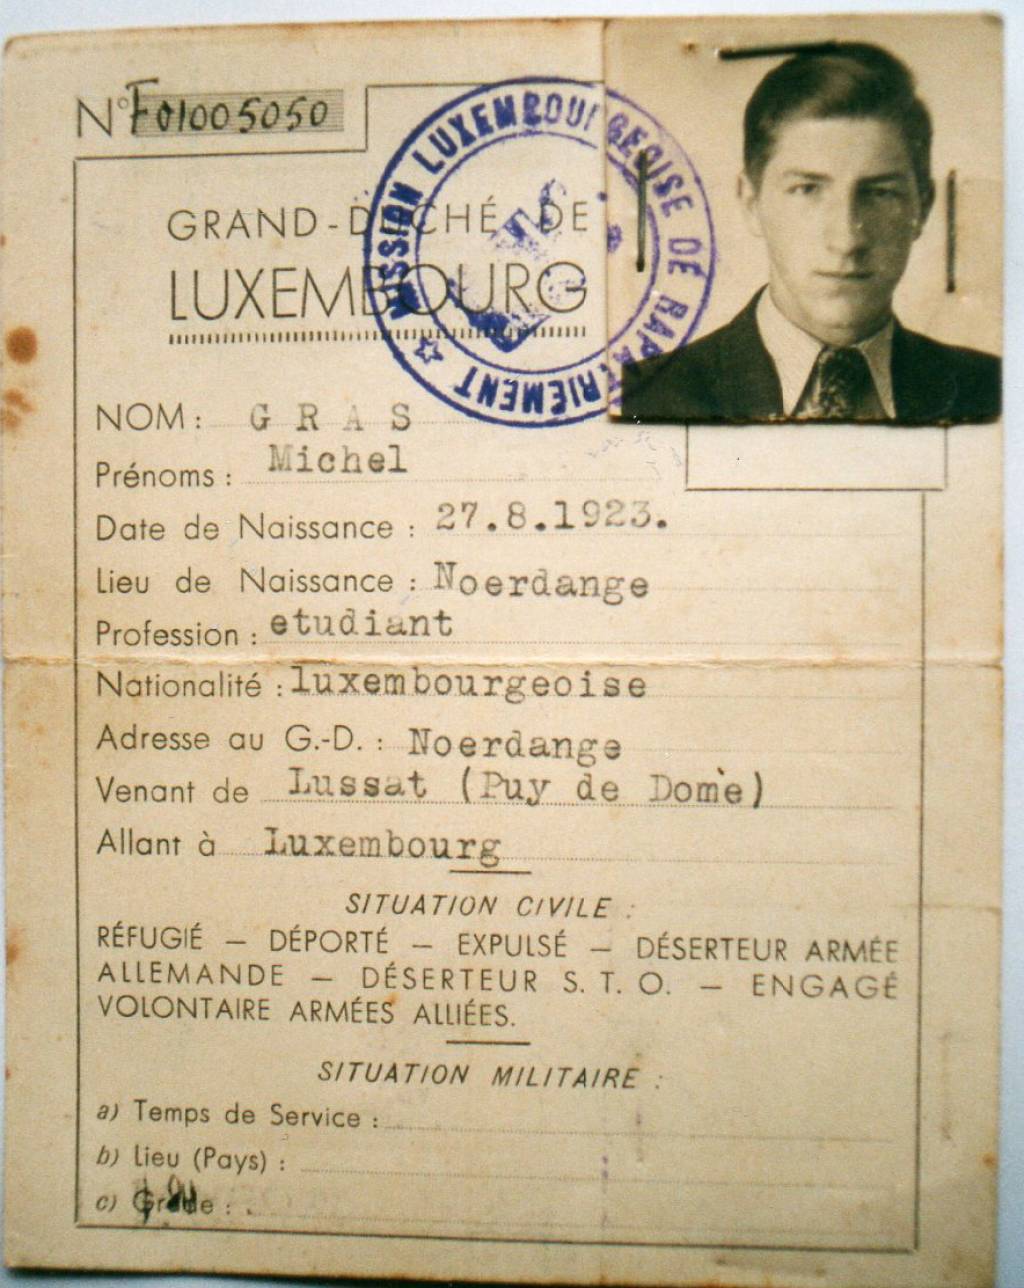 N° F01005050
MISSION LUXEMBOURGEOISE DE RAPATRIEMENT
GRAND-DUCHÉ DE
LUXEMBOURG
NOM: GRAS
Prénoms: Michel
Date de Naissance: 27.8.1923.
Lieu de Naissance: Noerdange
Profession: etudiant
Nationalité: luxembourgeoise
Adresse au G.-D.: Noerdange
Venant de Lussat (Puy de Dome)
Allant à Luxembourg
SITUATION CIVILE:
RÉFUGIÉ — DÉPORTÉ — EXPULSÉ — DÉSERTEUR ARMÉE
ALLEMANDE — DÉSERTEUR S. T. O. — ENGAGÉ
VOLONTAIRE ARMÉES ALLIÉES.
SITUATION MILITAIRE:
a) Temps de Service:
b) Lieu (Pays):
c) Grade: